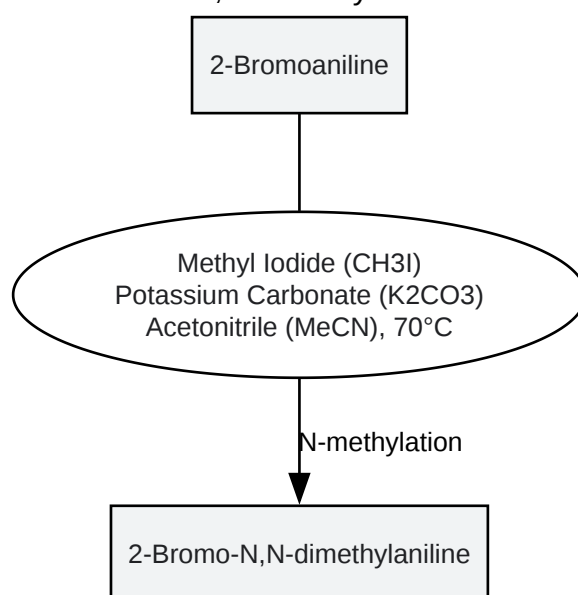 2-Bromoaniline
Methyl Iodide (CH3I)
Potassium Carbonate (K2CO3)
Acetonitrile (MeCN), 70°C
N-methylation
2-Bromo-N,N-dimethylaniline